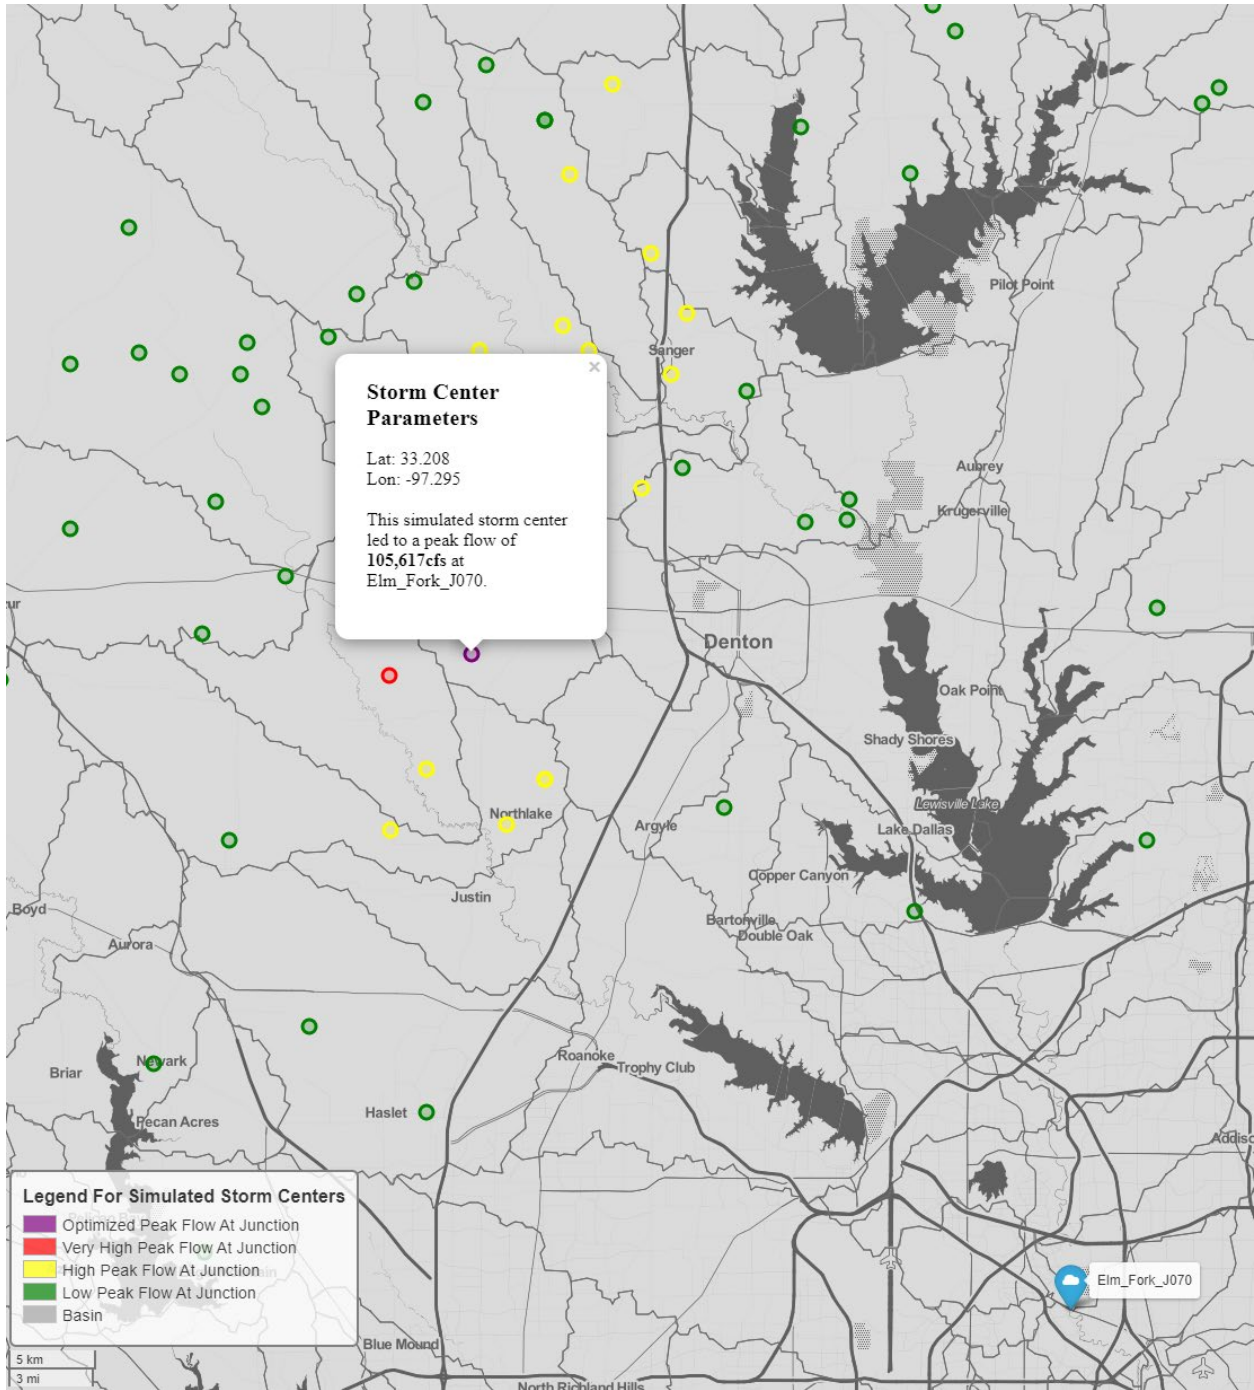 Pilot Point
Sanger
×
Storm Center
Parameters
Lat: 33.208
Lon: -97.295
This simulated storm center
led to a peak flow of
105,617cfs at
Elm_Fork_J070.
Aubrey
Krugerville
Denton
Oak Point
Shady Shores
Lewisville Lake
Northlake
Argyle
Lake Dallas
Copper Canyon
Justin
Boyd
Bartonville
Double Oak
Aurora
Roanoke
Trophy Club
Newark
Briar
Haslet
Pecan Acres
Legend For Simulated Storm Centers
Optimized Peak Flow At Junction
Very High Peak Flow At Junction
High Peak Flow At Junction
Low Peak Flow At Junction
Basin
Elm_Fork_J070
Blue Mound
5 km
3 mi
North Richland Hills